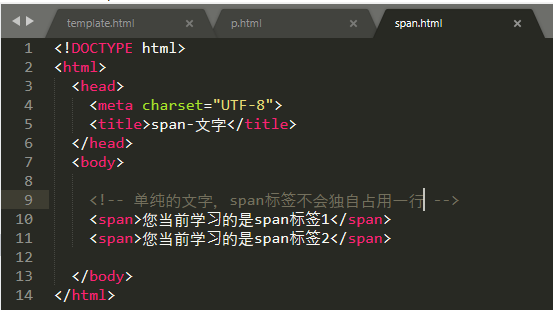 template.html × p.html × span.html ×
1 <!DOCTYPE html>
2 <html>
3 <head>
4 <meta charset="UTF-8">
5 <title>span-文字</title>
6 </head>
7 <body>
8
9 <!-- 单纯的文字，span标签不会独自占用一行 -->
10 <span>您当前学习的是span标签1</span>
11 <span>您当前学习的是span标签2</span>
12
13 </body>
14 </html>